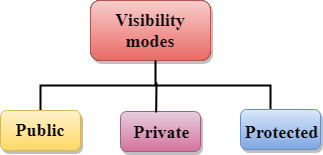 Visibility
modes
Public
Private
Protected